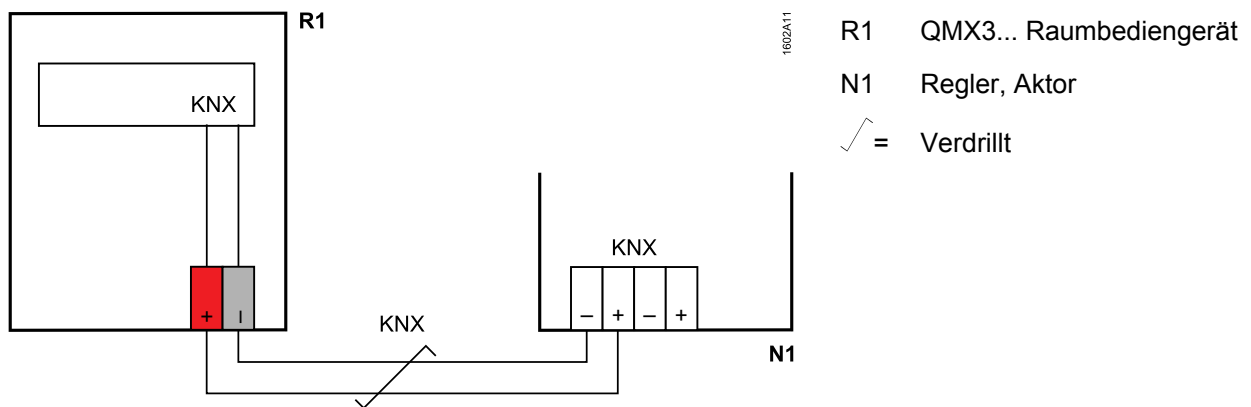 R1
1602A11
R1 QMX3... Raumbediengerät
N1 Regler, Aktor
= Verdrillt
KNX
KNX
+ –
– + – +
KNX
N1